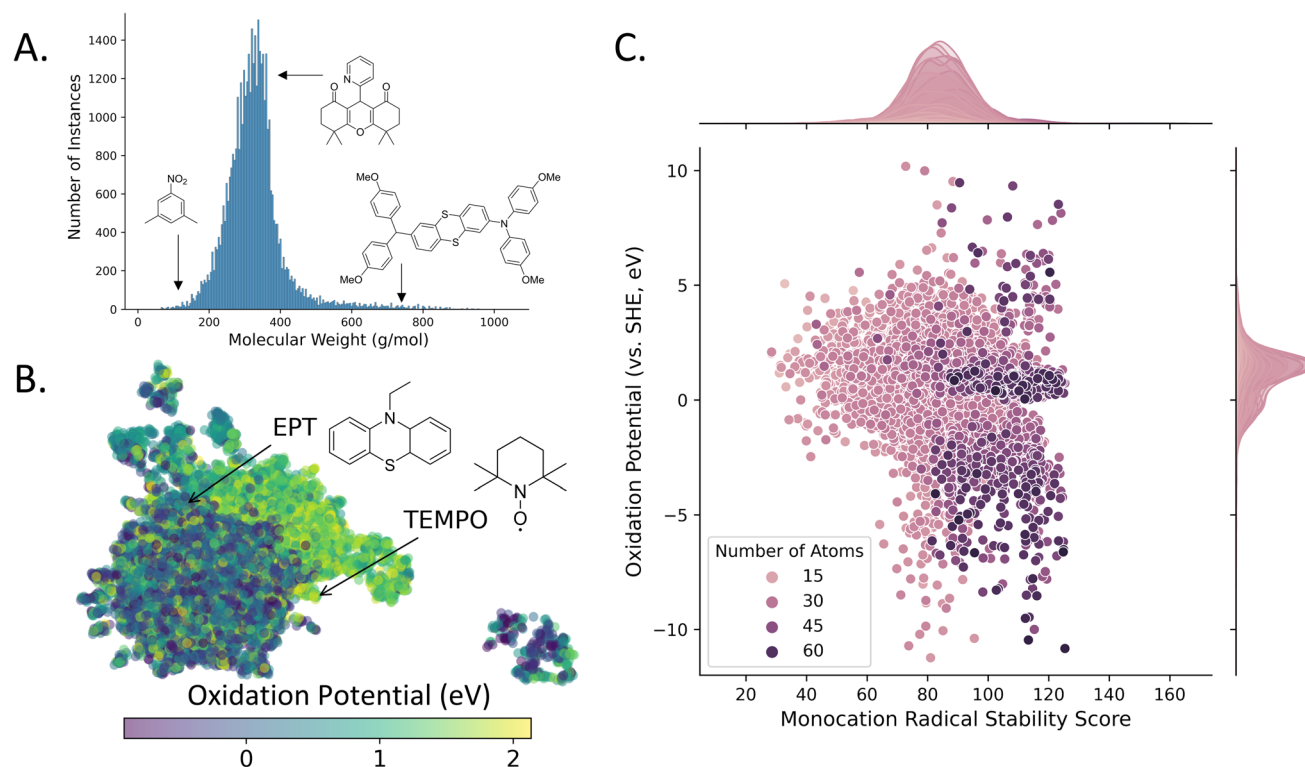 A.
1400
1200
1000
800
600
400
200
0
Number of Instances
0
200
400
600
800
1000
Molecular Weight (g/mol)
NO2
N
O
O
O
MeO
MeO
S
S
N
OMe
OMe
B.
EPT
N
S
TEMPO
N
O
Oxidation Potential (eV)
0
1
2
C.
10
5
0
−5
−10
Oxidation Potential (vs. SHE, eV)
Number of Atoms
15
30
45
60
20
40
60
80
100
120
140
160
Monocation Radical Stability Score